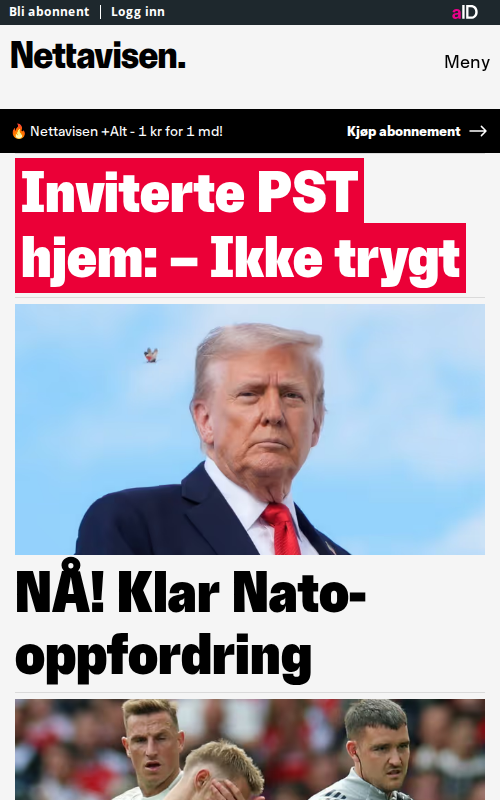 Bli abonnent | Logg inn
aID
Nettavisen.
Meny
🔥 Nettavisen +Alt - 1 kr for 1 md!
Kjøp abonnement →
Inviterte PST
hjem: – Ikke trygt
NÅ! Klar Nato-
oppfordring